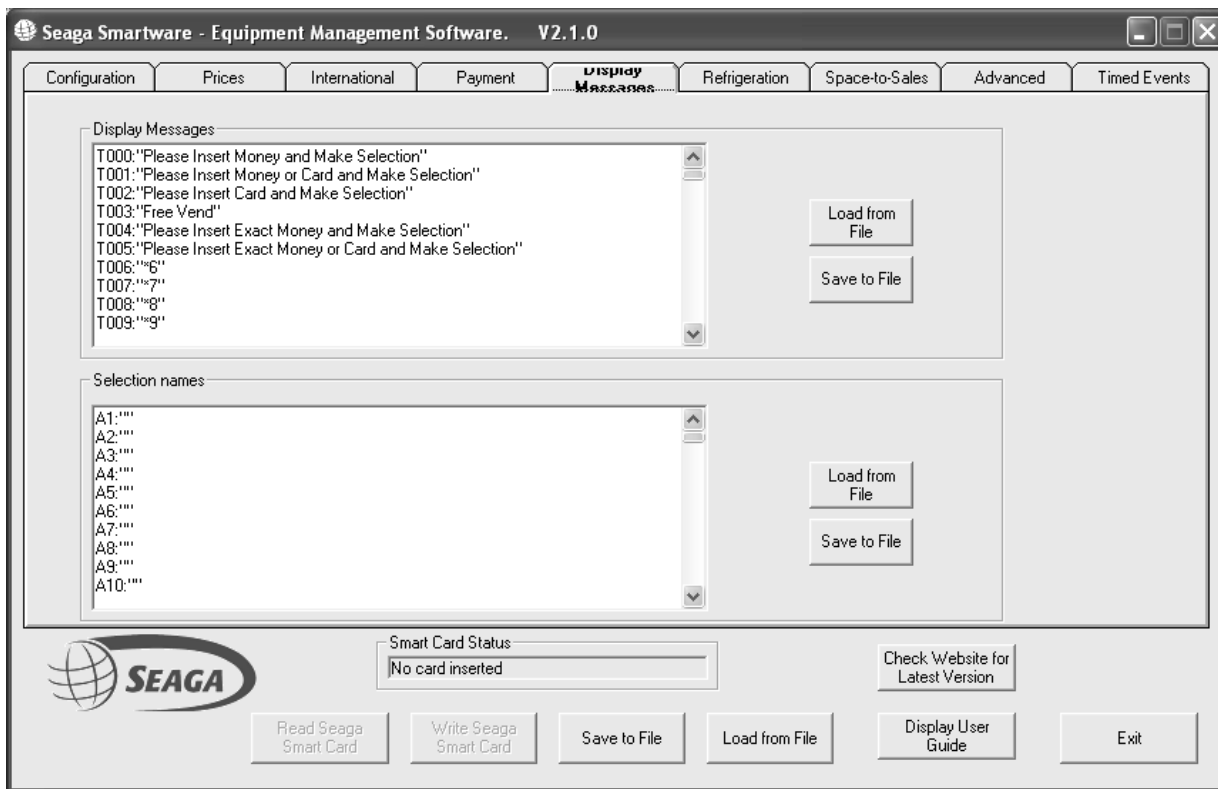 Seaga Smartware - Equipment Management Software. V2.1.0
Configuration Prices International Payment Display Messages Refrigeration Space-to-Sales Advanced Timed Events
Display Messages
T000:"Please Insert Money and Make Selection"
T001:"Please Insert Money or Card and Make Selection"
T002:"Please Insert Card and Make Selection"
T003:"Free Vend"
T004:"Please Insert Exact Money and Make Selection"
T005:"Please Insert Exact Money or Card and Make Selection"
T006:"*6"
T007:"*7"
T008:"*8"
T009:"*9"
Load from
File
Save to File
Selection names
A1:""
A2:""
A3:""
A4:""
A5:""
A6:""
A7:""
A8:""
A9:""
A10:""
Load from
File
Save to File
SEAGA
Smart Card Status
No card inserted
Check Website for
Latest Version
Read Seaga
Smart Card
Write Seaga
Smart Card
Save to File
Load from File
Display User
Guide
Exit